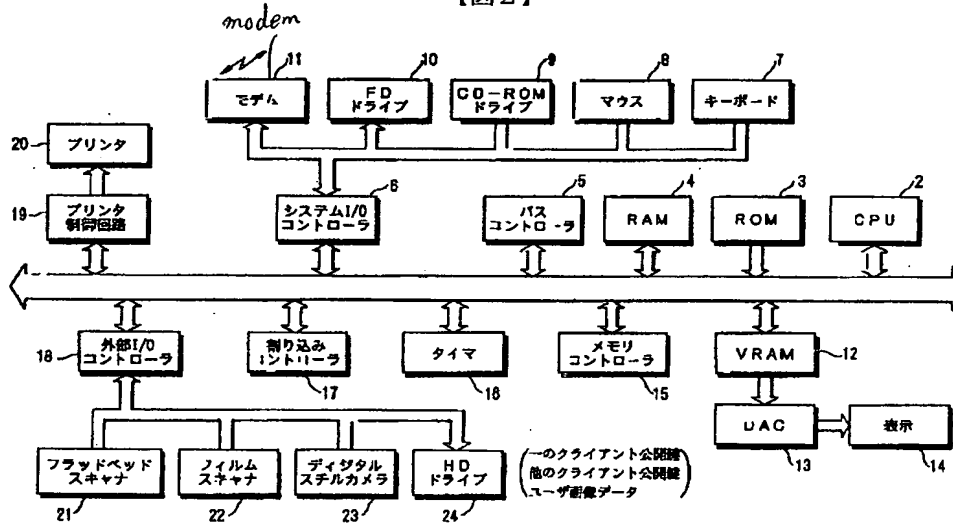 【図2】
modem
11
10
9
8
7
モデム
FD
ドライブ
CD-ROM
ドライブ
マウス
キーボード
20
プリンタ
6
5
4
3
2
19
プリンタ
制御回路
システムI/O
コントローラ
バス
コントローラ
RAM
ROM
CPU
18
外部I/O
コントローラ
割り込み
コントローラ
タイマ
メモリ
コントローラ
VRAM
12
17
16
15
DAC
表示
13
14
フラッドベッド
スキャナ
フィルム
スキャナ
ディジタル
スチルカメラ
HD
ドライブ
一のクライアント公開鍵
他のクライアント公開鍵
ユーザ画像データ
21
22
23
24